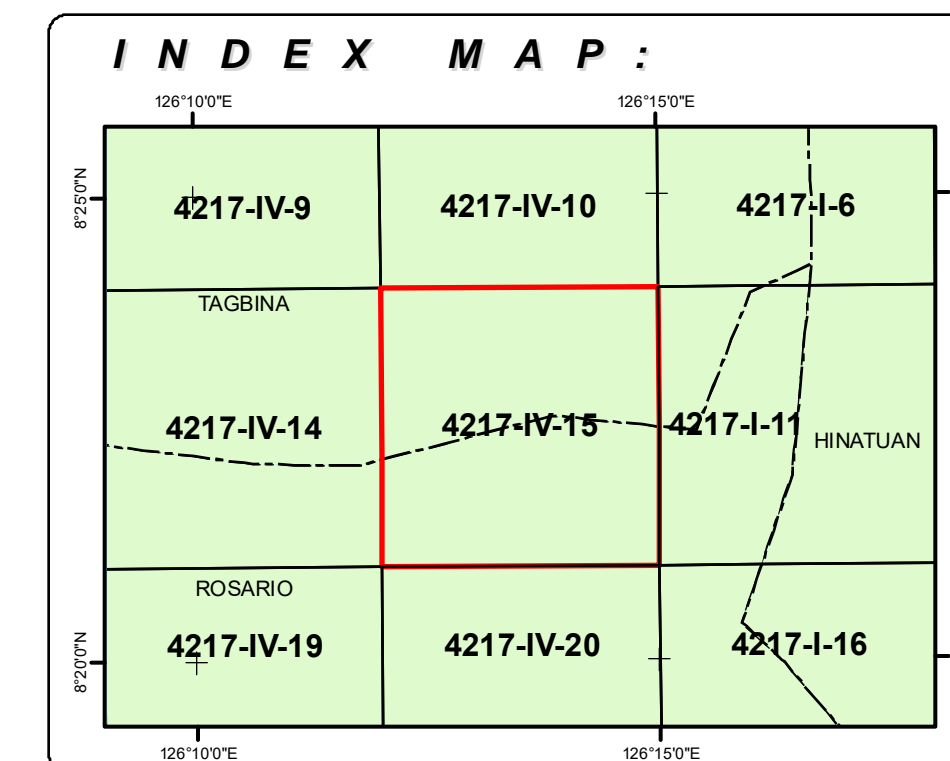 INDEX MAP:
126°10'0"E 126°15'0"E
8°25'0"N
4217-IV-9 4217-IV-10 4217-I-6
TAGBINA
4217-IV-14 4217-IV-15 4217-I-11
HINATUAN
ROSARIO
4217-IV-19 4217-IV-20 4217-I-16
8°20'0"N
126°10'0"E 126°15'0"E